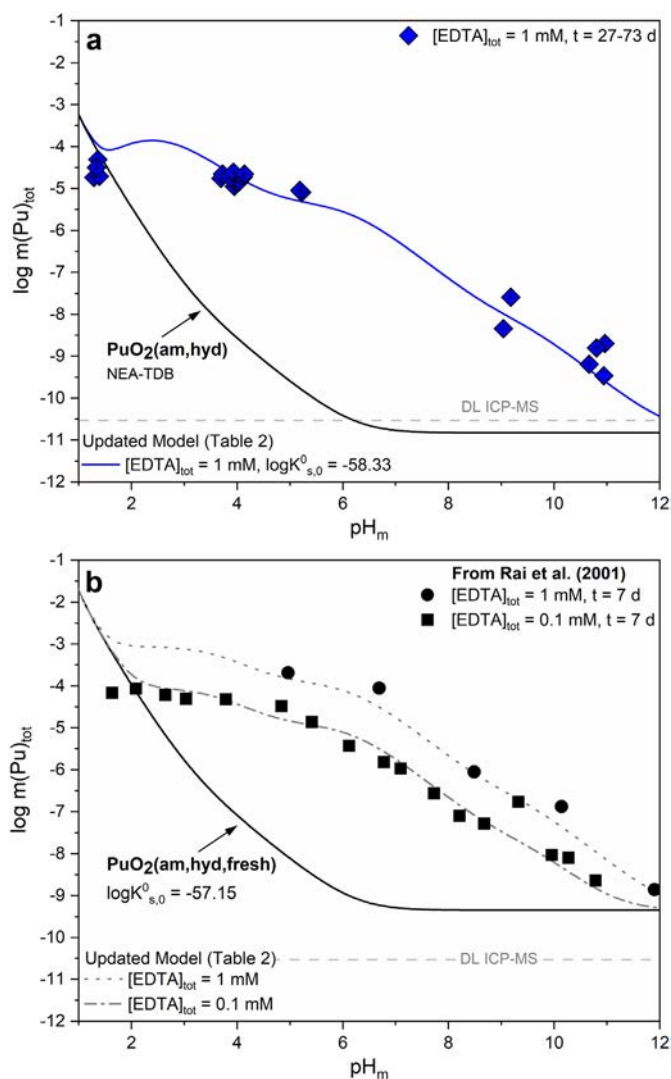 a
[EDTA]tot = 1 mM, t = 27-73 d
-1
-2
-3
-4
-5
-6
-7
-8
-9
-10
-11
-12
log m(Pu)tot
PuO2(am,hyd)
NEA-TDB
DL ICP-MS
Updated Model (Table 2)
[EDTA]tot = 1 mM, logK0s,0 = -58.33
2 4 6 8 10 12
pHm
b
From Rai et al. (2001)
[EDTA]tot = 1 mM, t = 7 d
[EDTA]tot = 0.1 mM, t = 7 d
-1
-2
-3
-4
-5
-6
-7
-8
-9
-10
-11
-12
log m(Pu)tot
PuO2(am,hyd,fresh)
logK0s,0 = -57.15
DL ICP-MS
Updated Model (Table 2)
[EDTA]tot = 1 mM
[EDTA]tot = 0.1 mM
2 4 6 8 10 12
pHm